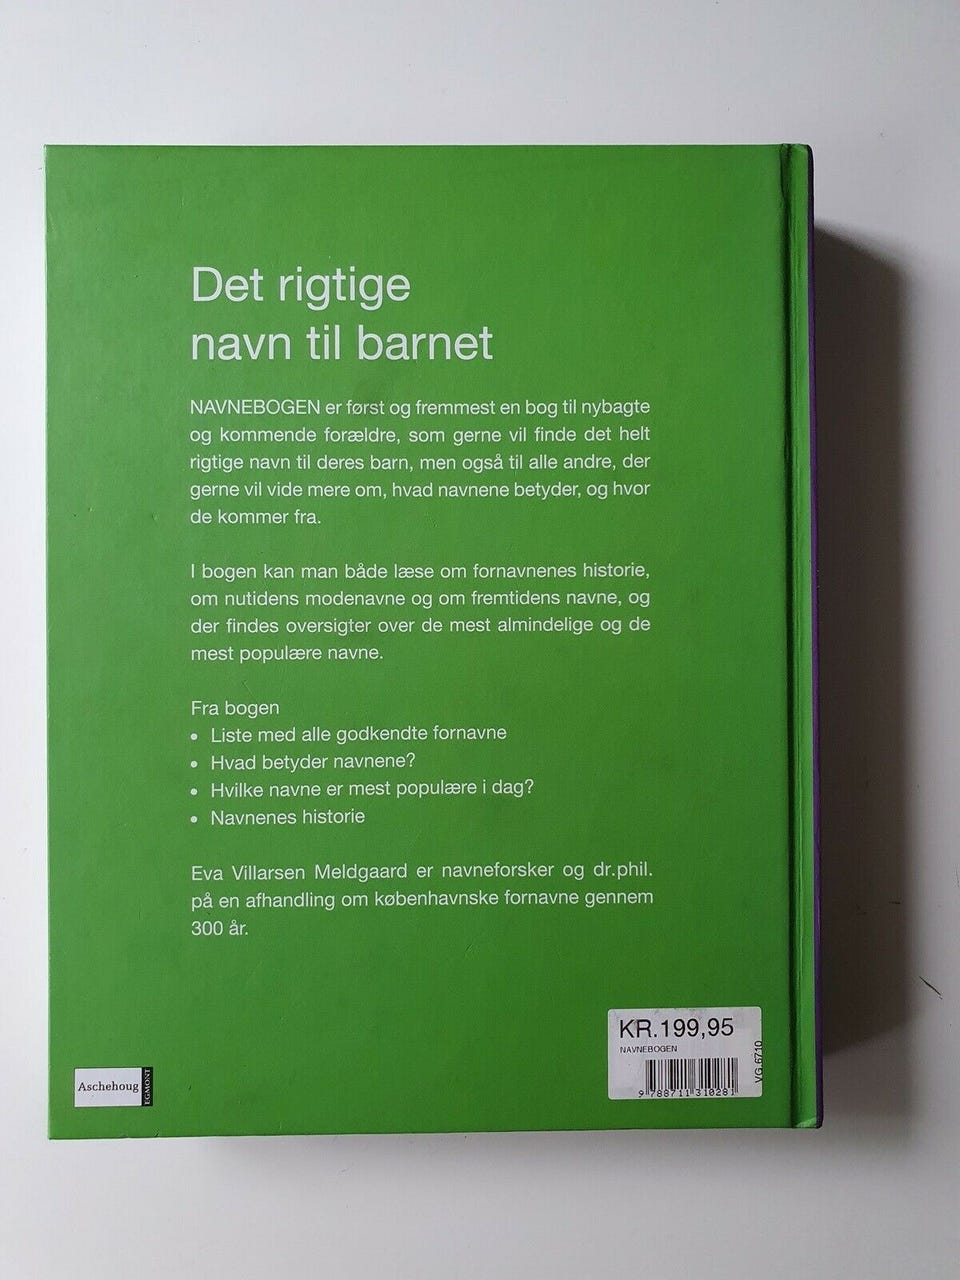 Det rigtige
navn til barnet
NAVNEBOGEN er først og fremmest en bog til nybagte
og kommende forældre, som gerne vil finde det helt
rigtige navn til deres barn, men også til alle andre, der
gerne vil vide mere om, hvad navnene betyder, og hvor
de kommer fra.
I bogen kan man både læse om fornavnenes historie,
om nutidens modenavne og om fremtidens navne, og
der findes oversigter over de mest almindelige og de
mest populære navne.
Fra bogen
• Liste med alle godkendte fornavne
• Hvad betyder navnene?
• Hvilke navne er mest populære i dag?
• Navnenes historie
Eva Villarsen Meldgaard er navneforsker og dr.phil.
på en afhandling om københavnske fornavne gennem
300 år.
KR.199,95
NAVNEBOGEN
9 788711 310281
VG.6710
Aschehoug
EGMONT